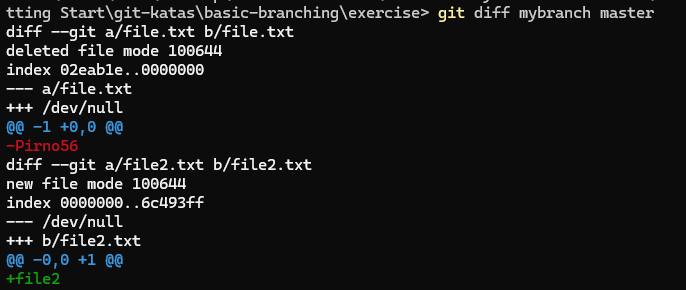 tting Start\git-katas\basic-branching\exercise> git diff mybranch master
diff --git a/file.txt b/file.txt
deleted file mode 100644
index 02eab1e..0000000
--- a/file.txt
+++ /dev/null
@@ -1 +0,0 @@
-Pirno56
diff --git a/file2.txt b/file2.txt
new file mode 100644
index 0000000..6c493ff
--- /dev/null
+++ b/file2.txt
@@ -0,0 +1 @@
+file2